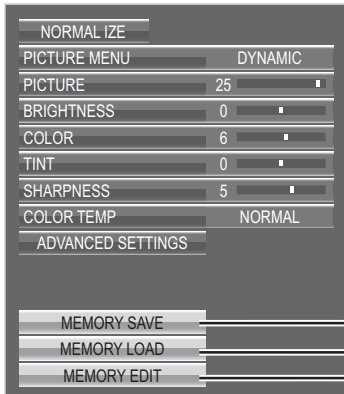 NORMAL IZE
PICTURE MENU DYNAMIC
PICTURE 25
BRIGHTNESS 0
COLOR 6
TINT 0
SHARPNESS 5
COLOR TEMP NORMAL
ADVANCED SETTINGS
MEMORY SAVE
MEMORY LOAD
MEMORY EDIT